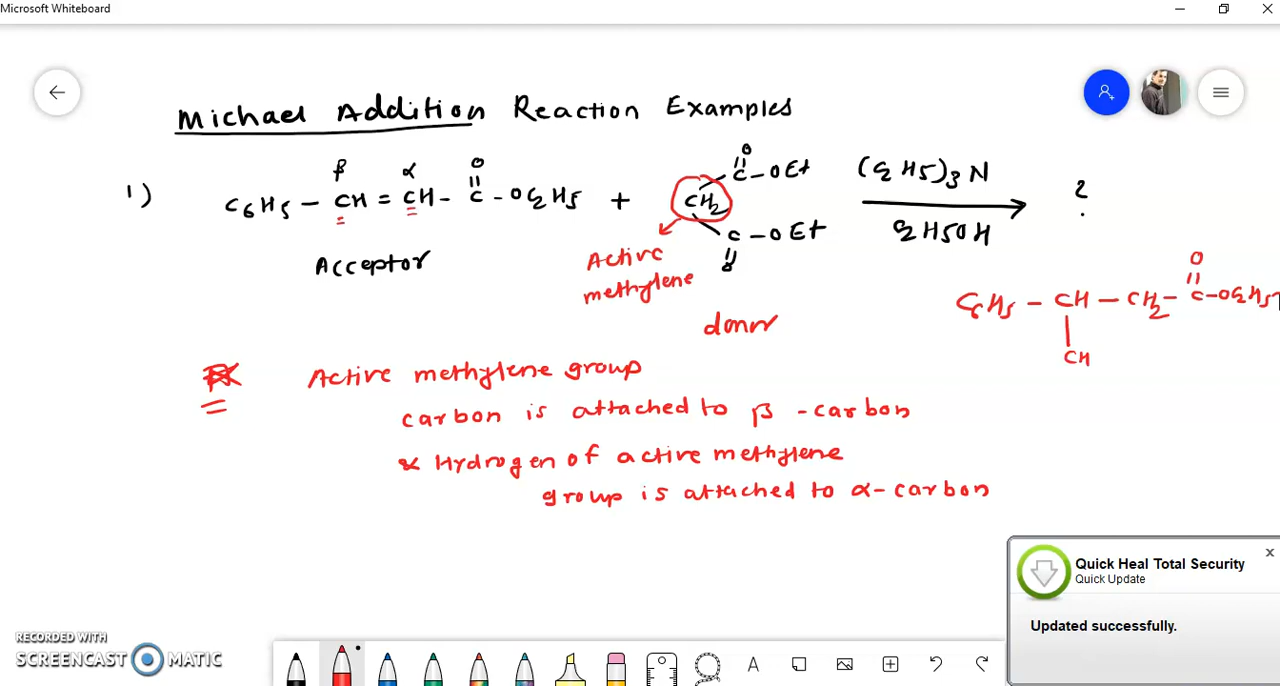 Microsoft Whiteboard
Michael Addition Reaction Examples
β α O O
1) C6H5 - CH = CH - C - OC2H5 + CH2 C - OEt (C2H5)3N ?
C - OEt C2H5OH
O
Acceptor
Active
methylene
donor
O
C6H5 - CH - CH2 - C - OC2H5
CH
Active methylene group
carbon is attached to β - carbon
& Hydrogen of active methylene
group is attached to α - carbon
Quick Heal Total Security
Quick Update
Updated successfully.
RECORDED WITH
SCREENCAST MATIC